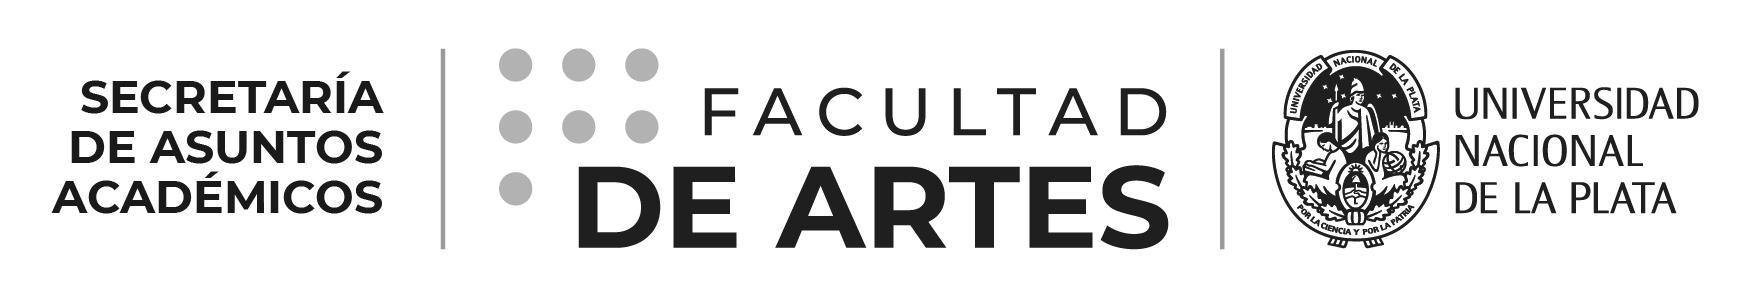 SECRETARÍA
DE ASUNTOS
ACADÉMICOS
FACULTAD
DE ARTES
UNIVERSIDAD NACIONAL DE LA PLATA
POR LA CIENCIA Y POR LA PATRIA
UNIVERSIDAD
NACIONAL
DE LA PLATA